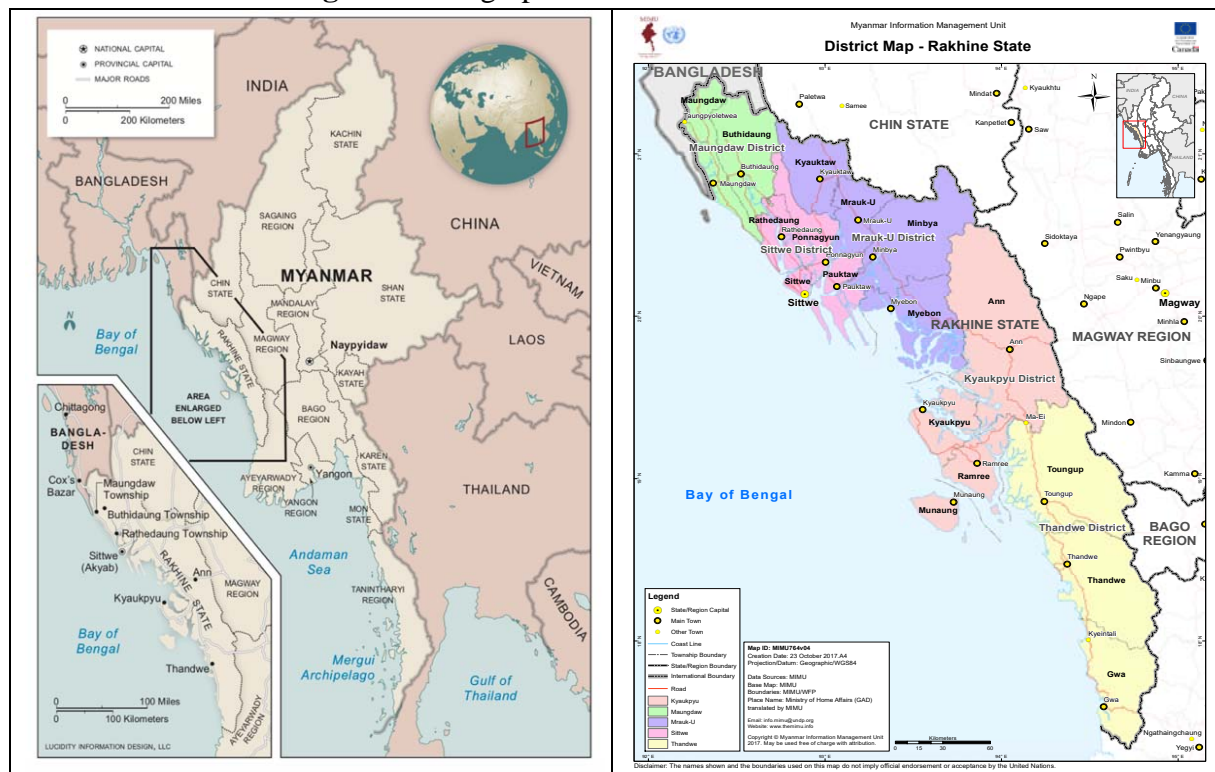 NATIONAL CAPITAL
PROVINCIAL CAPITAL
MAJOR ROADS
0 200 Miles
0 200 Kilometers
INDIA
KACHIN
STATE
BANGLADESH
CHINA
SAGAING
REGION
MYANMAR
CHIN
STATE
SHAN
STATE
VIETNAM
MANDALAY
REGION
N
Bay of
Bengal
MAGWAY
REGION
RAKHINE STATE
Naypyidaw
LAOS
KAYAH
STATE
AREA
ENLARGED
BELOW LEFT
BAGO
REGION
KAREN
STATE
Yangon
AYEYARWADY
REGION
YANGON
REGION
MON
STATE
THAILAND
Andaman
Sea
TANINTHARYI
REGION
CAMBODIA
Mergui
Archipelago
Gulf of
Thailand
Chittagong
BANGLA-
DESH
CHIN
STATE
Cox's
Bazar
Maungdaw
Township
Buthidaung Township
Rathedaung Township
Sittwe
(Akyab)
RAKHINE STATE
Ann
MAGWAY
REGION
Kyaukpyu
Bay of
Bengal
Thandwe
0 100 Miles
0 100 Kilometers
LUCIDITY INFORMATION DESIGN, LLC
MIMU
Myanmar Information Management Unit
District Map - Rakhine State
Canada
BANGLADESH
Maungdaw
Taungpyoletwea
Buthidaung
Maungdaw District
Buthidaung
Maungdaw
Paletwa
Samee
Mindat
Kyaukhtu
Kanpetlet
Saw
CHIN STATE
N
INDIA
CHINA
THAILAND
Kyauktaw
Kyauktaw
Mrauk-U
Mrauk-U
Minbya
Mrauk-U District
Minbya
Rathedaung
Rathedaung
Ponnagyun
Sittwe District
Ponnagyun
Sittwe
Pauktaw
Pauktaw
Sittwe
Myebon
Myebon
Ann
RAKHINE STATE
Ann
Kyaukpyu District
Salin
Sidoktaya
Yenangyaung
Pwintbyu
Saku
Minbu
Ngape
Magway
Minhla
MAGWAY REGION
Sinbaungwe
Kyaukpyu
Kyaukpyu
Ma-Ei
Mindon
Ramree
Ramree
Toungup
Kamma
Bay of Bengal
Munaung
Munaung
Toungup
Thandwe District
BAGO
REGION
Thandwe
Thandwe
Kyeintali
Gwa
Gwa
Ngathaingchaung
Yegyi
Legend
State/Region Capital
Main Town
Other Town
Coast Line
Township Boundary
State/Region Boundary
International Boundary
Road
Kyaukpyu
Maungdaw
Mrauk-U
Sittwe
Thandwe
Map ID: MIMU764v04
Creation Date: 23 October 2017.A4
Projection/Datum: Geographic/WGS84
Data Sources: MIMU
Base Map: MIMU
Boundaries: MIMU/WFP
Place Name: Ministry of Home Affairs (GAD)
translated by MIMU
Email: info.mimu@undp.org
Website: www.themimu.info
Copyright © Myanmar Information Management Unit
2017. May be used free of charge with attribution.
Kilometers
0 15 30 60
Disclaimer: The names shown and the boundaries used on this map do not imply official endorsement or acceptance by the United Nations.